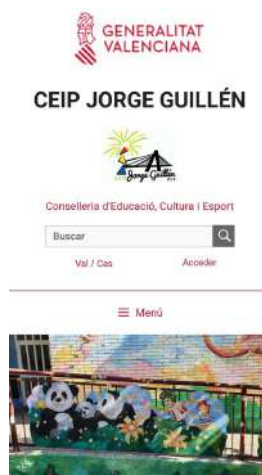 GENERALITAT
VALENCIANA
CEIP JORGE GUILLÉN
Jorge Guillén
Conselleria d'Educació, Cultura i Esport
Buscar
Val / Cas Acceder
Menú